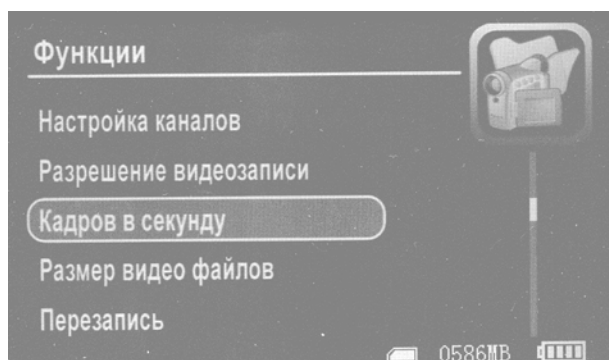 Функции
Настройка каналов
Разрешение видеозаписи
Кадров в секунду
Размер видео файлов
Перезапись
0586MB